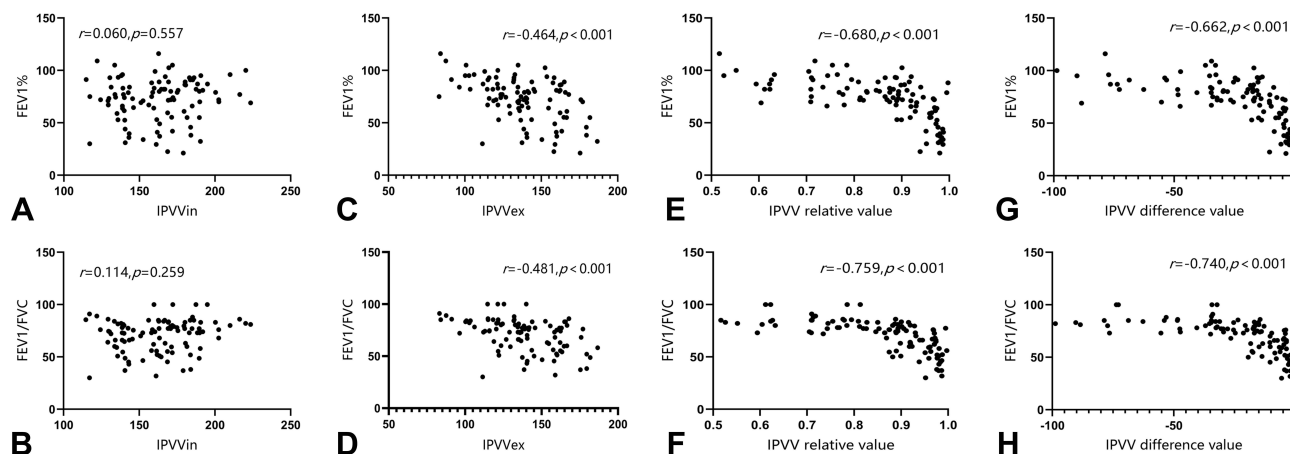 150
100
50
0
FEV1%
r=0.060,p=0.557
100
150
200
250
IPVVin
A
150
100
50
0
FEV1%
r=-0.464,p<0.001
50
100
150
200
IPVVex
C
150
100
50
0
FEV1%
r=-0.680,p<0.001
0.5
0.6
0.7
0.8
0.9
1.0
IPVV relative value
E
150
100
50
0
FEV1%
r=-0.662,p<0.001
-100
-50
IPVV difference value
G
150
100
50
0
FEV1/FVC
r=0.114,p=0.259
100
150
200
250
IPVVin
B
150
100
50
0
FEV1/FVC
r=-0.481,p<0.001
50
100
150
200
IPVVex
D
150
100
50
0
FEV1/FVC
r=-0.759,p<0.001
0.5
0.6
0.7
0.8
0.9
1.0
IPVV relative value
F
150
100
50
0
FEV1/FVC
r=-0.740,p<0.001
-100
-50
IPVV difference value
H